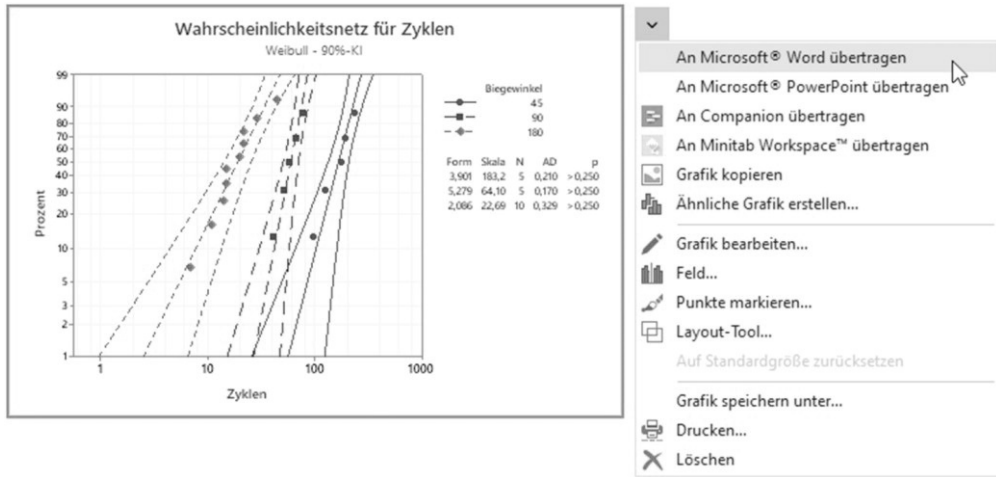 Wahrscheinlichkeitsnetz für Zyklen
Weibull - 90%-KI
99
90
80
70
60
50
40
30
20
10
5
3
2
1
Prozent
1 10 100 1000
Zyklen
Biegewinkel
45
90
180
Form Skala N AD p
3,901 183,2 5 0,210 >0,250
5,279 64,10 5 0,170 >0,250
2,086 22,69 10 0,329 >0,250
An Microsoft® Word übertragen
An Microsoft® PowerPoint übertragen
An Companion übertragen
An Minitab Workspace™ übertragen
Grafik kopieren
Ähnliche Grafik erstellen...
Grafik bearbeiten...
Feld...
Punkte markieren...
Layout-Tool...
Auf Standardgröße zurücksetzen
Grafik speichern unter...
Drucken...
Löschen